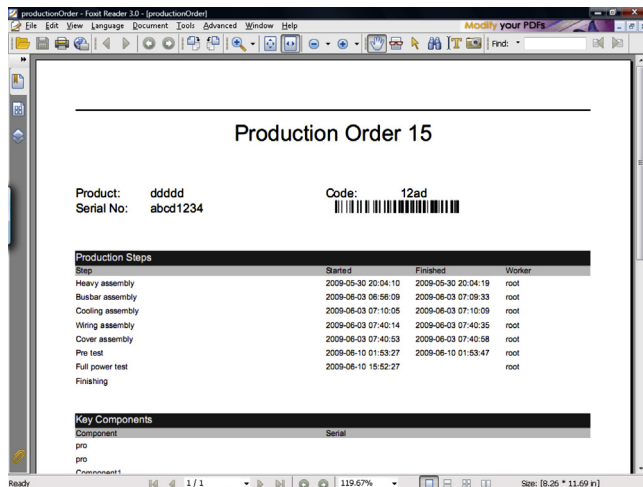 productionOrder - Foxit Reader 3.0 - [productionOrder]
File Edit View Language Document Tools Advanced Window Help
Modify your PDFs
Find:
Production Order 15
Product: ddddd Code: 12ad
Serial No: abcd1234
Production Steps
Step Started Finished Worker
Heavy assembly 2009-05-30 20:04:10 2009-05-30 20:04:19 root
Busbar assembly 2009-06-03 06:56:09 2009-06-03 07:09:33 root
Cooling assembly 2009-06-03 07:10:05 2009-06-03 07:10:09 root
Wiring assembly 2009-06-03 07:40:14 2009-06-03 07:40:35 root
Cover assembly 2009-06-03 07:40:53 2009-06-03 07:40:58 root
Pre test 2009-06-10 01:53:27 2009-06-10 01:53:47 root
Full power test 2009-06-10 15:52:27 root
Finishing
Key Components
Component Serial
pro
pro
Component1
Ready 1 / 1 119.67% Size: [8.26 * 11.69 in]